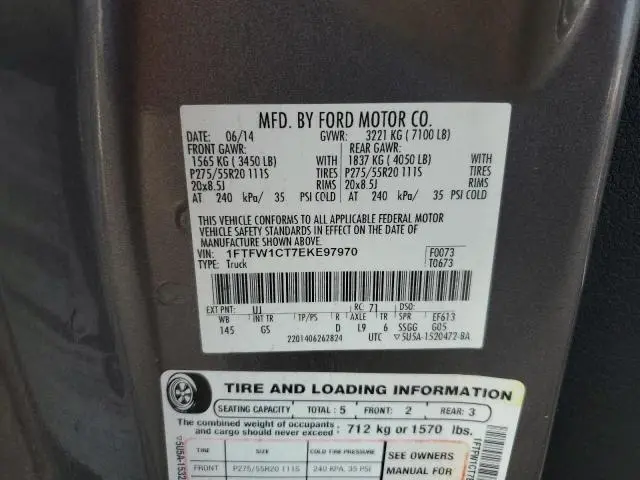 MFD. BY FORD MOTOR CO.
DATE: 06/14 GVWR: 3221 KG ( 7100 LB)
FRONT GAWR: REAR GAWR:
1565 KG ( 3450 LB) WITH 1837 KG ( 4050 LB) WITH
P275/55R20 111S TIRES P275/55R20 111S TIRES
20x8.5J RIMS 20x8.5J RIMS
AT 240 kPa/ 35 PSI COLD AT 240 kPa/ 35 PSI COLD
THIS VEHICLE CONFORMS TO ALL APPLICABLE FEDERAL MOTOR
VEHICLE SAFETY STANDARDS IN EFFECT ON THE DATE OF
MANUFACTURE SHOWN ABOVE.
VIN: 1FTFW1CT7EKE97970 F0073
TYPE: Truck T0673
EXT PNT: UJ RC: 71 DSO:
WB INT TR TP/PS R AXLE TR SPR EF613
145 GS D L9 6 SSGG G05
2201406262824 UTC ▽5U5A-1520472-BA
TIRE AND LOADING INFORMATION
SEATING CAPACITY TOTAL: 5 FRONT: 2 REAR: 3
The combined weight of occupants
and cargo should never exceed : 712 kg or 1570 lbs.
TIRE SIZE COLD TIRE PRESSURE SEE OWNERS
FRONT P275/55R20 111S 240 KPA, 35 PSI MANUAL FOR
▽5U5A-1532
1FTFW1CT7